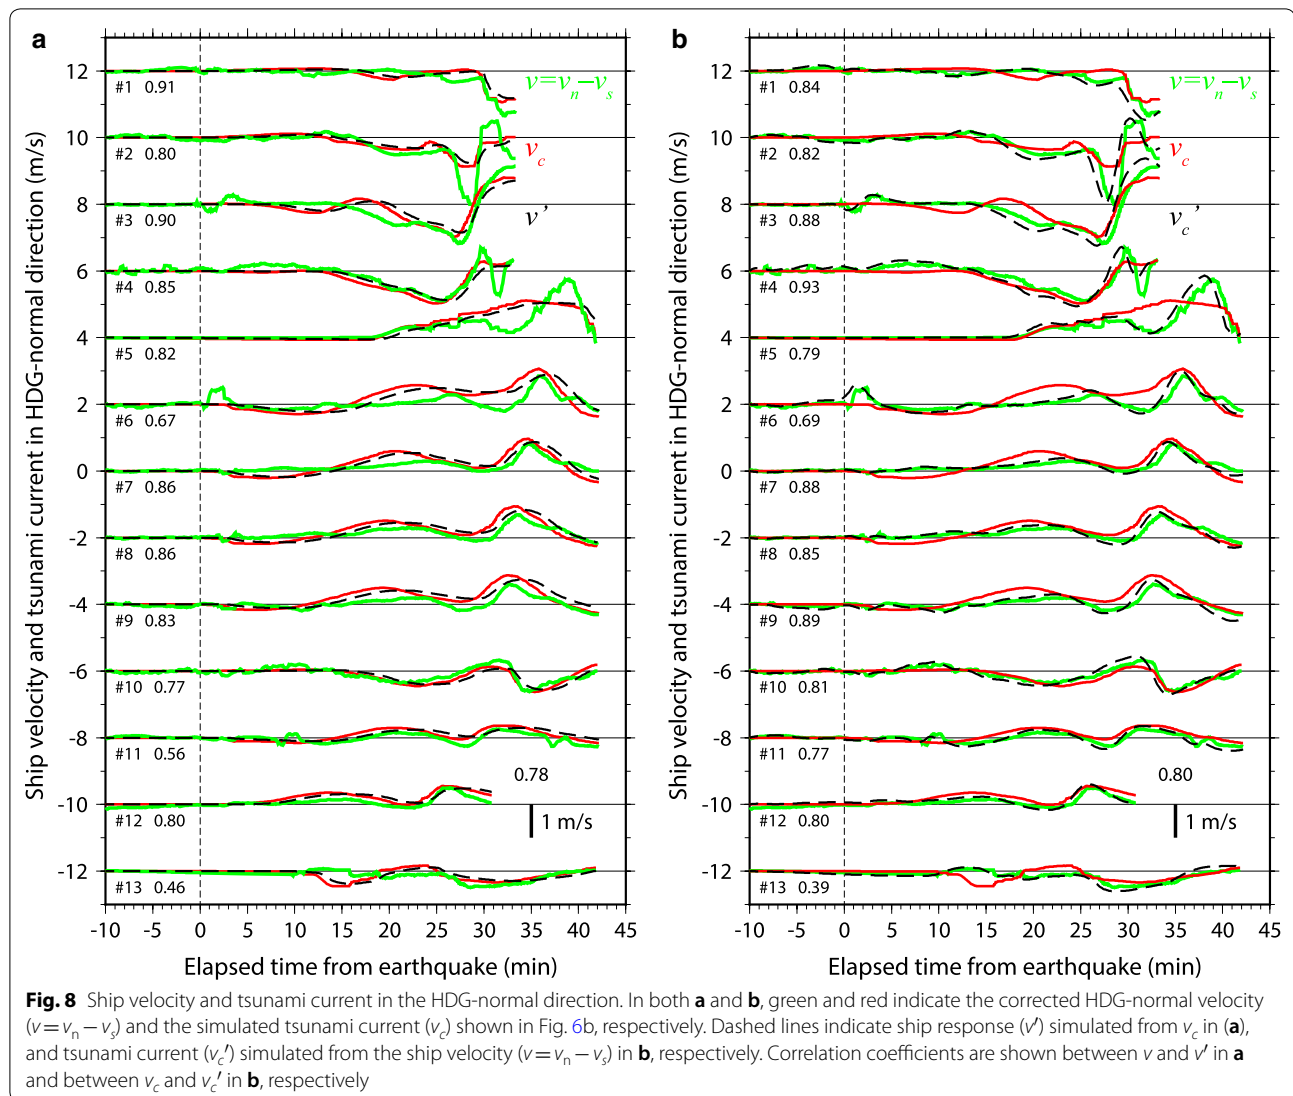 a
Ship velocity and tsunami current in HDG-normal direction (m/s)
12
10
8
6
4
2
0
-2
-4
-6
-8
-10
-12
#1 0.91
#2 0.80
#3 0.90
#4 0.85
#5 0.82
#6 0.67
#7 0.86
#8 0.86
#9 0.83
#10 0.77
#11 0.56
#12 0.80
#13 0.46
v=vn−vs
vc
v’
0.78
1 m/s
-10 -5 0 5 10 15 20 25 30 35 40 45
Elapsed time from earthquake (min)
b
Ship velocity and tsunami current in HDG-normal direction (m/s)
12
10
8
6
4
2
0
-2
-4
-6
-8
-10
-12
#1 0.84
#2 0.82
#3 0.88
#4 0.93
#5 0.79
#6 0.69
#7 0.88
#8 0.85
#9 0.89
#10 0.81
#11 0.77
#12 0.80
#13 0.39
v=vn−vs
vc
vc’
0.80
1 m/s
-10 -5 0 5 10 15 20 25 30 35 40 45
Elapsed time from earthquake (min)
Fig. 8 Ship velocity and tsunami current in the HDG-normal direction. In both a and b, green and red indicate the corrected HDG-normal velocity
(v = vn − vs) and the simulated tsunami current (vc) shown in Fig. 6b, respectively. Dashed lines indicate ship response (v′) simulated from vc in (a),
and tsunami current (vc′) simulated from the ship velocity (v = vn − vs) in b, respectively. Correlation coefficients are shown between v and v′ in a
and between vc and vc′ in b, respectively